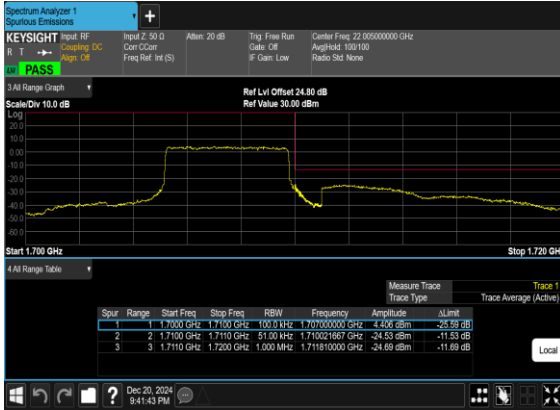 Spectrum Analyzer 1
Spurious Emissions
+
KEYSIGHT Input: RF Input Z: 50 Ω Atten: 20 dB Trig: Free Run Center Freq: 22.005000000 GHz
R T Coupling: DC Corr CCorr Gate: Off Avg|Hold: 100/100
Align: Off Freq Ref: Int (S) IF Gain: Low Radio Std: None
PASS
3 All Range Graph
Ref Lvl Offset 24.80 dB
Scale/Div 10.0 dB Ref Value 30.00 dBm
Log
20.0
10.0
0.00
-10.0
-20.0
-30.0
-40.0
-50.0
-60.0
Start 1.700 GHz Stop 1.720 GH
4 All Range Table
Measure Trace Trace 1
Trace Type Trace Average (Active)
Spur Range Start Freq Stop Freq RBW Frequency Amplitude ΔLimit
1 1 1.7000 GHz 1.7100 GHz 100.0 kHz 1.707000000 GHz 4.406 dBm -25.59 dB
2 2 1.7100 GHz 1.7110 GHz 51.00 kHz 1.710021667 GHz -24.53 dBm -11.53 dB
3 3 1.7110 GHz 1.7200 GHz 1.000 MHz 1.711810000 GHz -24.69 dBm -11.69 dB
Local
? Dec 20, 2024
9:41:43 PM